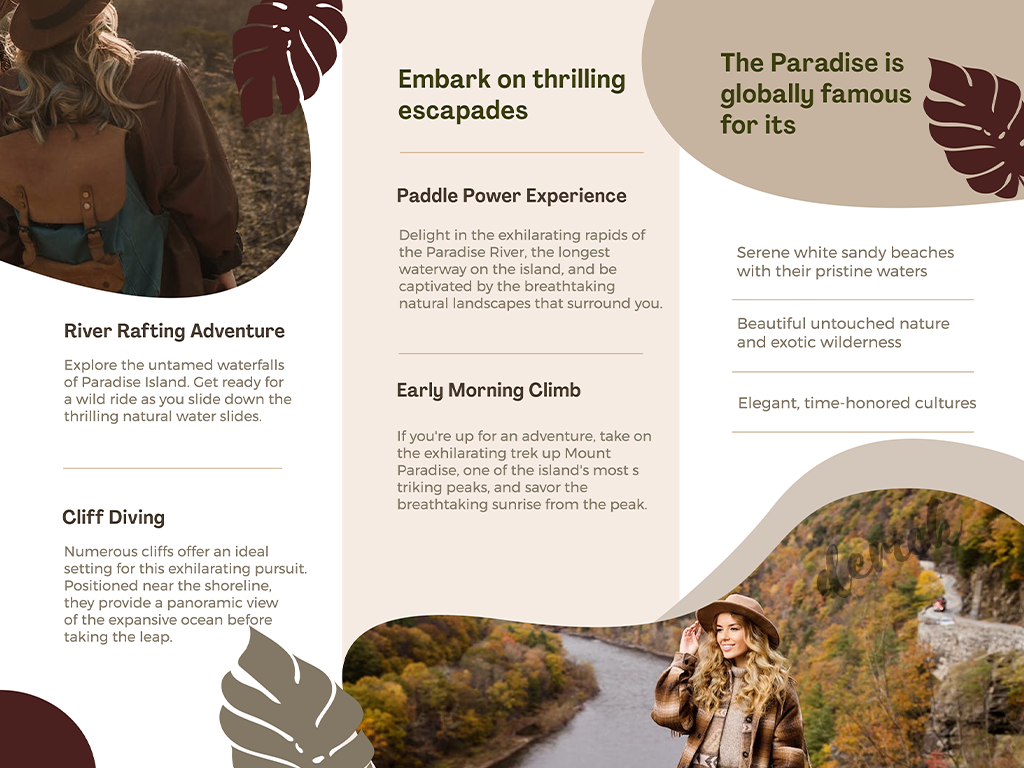 River Rafting Adventure
Explore the untamed waterfalls
of Paradise Island. Get ready for
a wild ride as you slide down the
thrilling natural water slides.
Cliff Diving
Numerous cliffs offer an ideal
setting for this exhilarating pursuit.
Positioned near the shoreline,
they provide a panoramic view
of the expansive ocean before
taking the leap.
Embark on thrilling
escapades
Paddle Power Experience
Delight in the exhilarating rapids of
the Paradise River, the longest
waterway on the island, and be
captivated by the breathtaking
natural landscapes that surround you.
Early Morning Climb
If you're up for an adventure, take on
the exhilarating trek up Mount
Paradise, one of the island's most s
triking peaks, and savor the
breathtaking sunrise from the peak.
The Paradise is
globally famous
for its
Serene white sandy beaches
with their pristine waters
Beautiful untouched nature
and exotic wilderness
Elegant, time-honored cultures